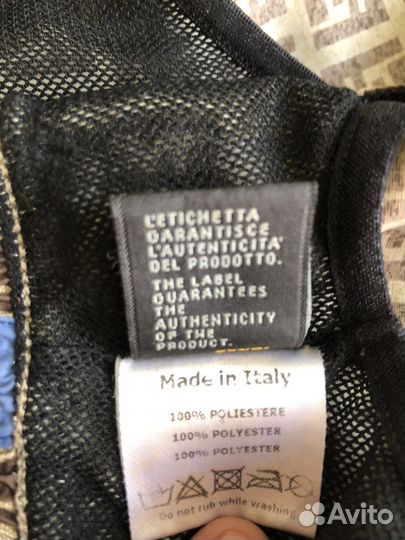 L'ETICHETTA
GARANTISCE
L'AUTENTICITA'
DEL PRODOTTO.
THE LABEL
GUARANTEES
THE
AUTHENTICITY
OF THE
PRODUCT.
Made in Italy
100% POLIESTERE
100% POLYESTER
100% POLYESTER
Do not rub while washing
Avito